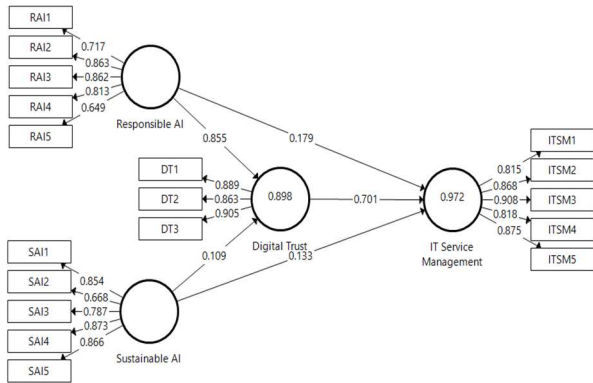 RAI1
RAI2
RAI3
RAI4
RAI5
0.717
0.863
0.862
0.813
0.649
Responsible AI
0.855
0.179
DT1
DT2
DT3
0.889
0.863
0.905
0.898
Digital Trust
0.701
0.109
0.133
SAI1
SAI2
SAI3
SAI4
SAI5
0.854
0.668
0.787
0.873
0.866
Sustainable AI
0.972
IT Service
Management
0.815
0.868
0.908
0.818
0.875
ITSM1
ITSM2
ITSM3
ITSM4
ITSM5